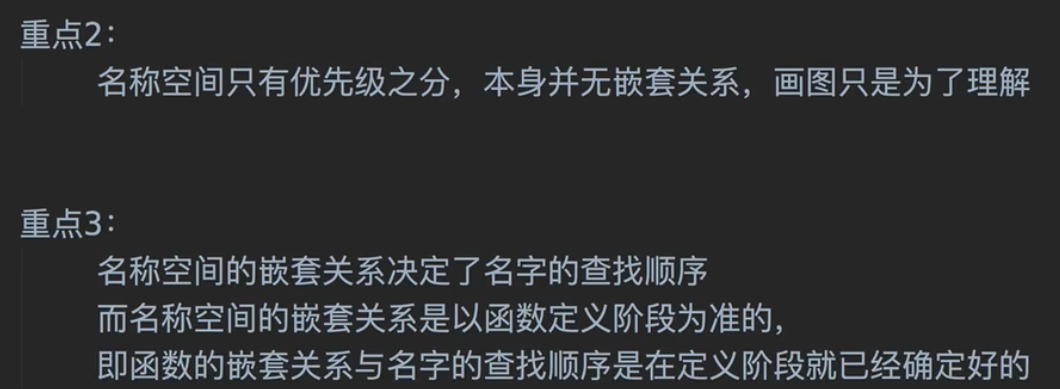 重点2：
名称空间只有优先级之分，本身并无嵌套关系，画图只是为了理解
重点3：
名称空间的嵌套关系决定了名字的查找顺序
而名称空间的嵌套关系是以函数定义阶段为准的，
即函数的嵌套关系与名字的查找顺序是在定义阶段就已经确定好的